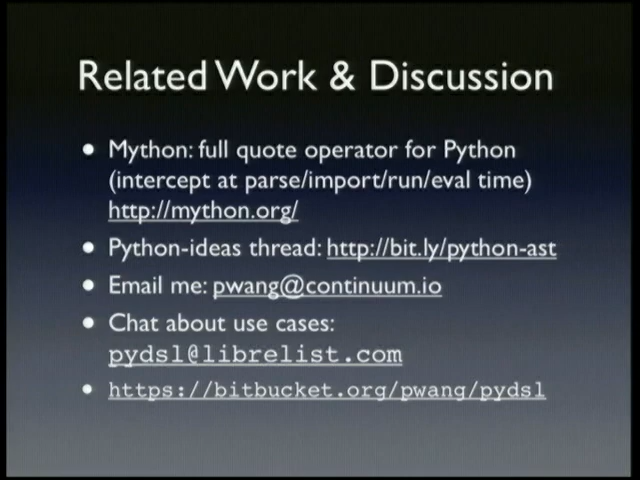 Related Work & Discussion
• Mython: full quote operator for Python
(intercept at parse/import/run/eval time)
http://mython.org/
• Python-ideas thread: http://bit.ly/python-ast
• Email me: pwang@continuum.io
• Chat about use cases:
pydsl@librelist.com
• https://bitbucket.org/pwang/pydsl